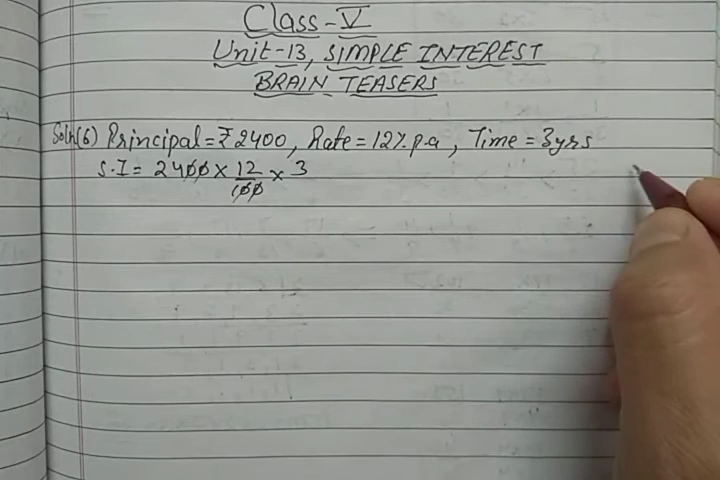 Class-V
Unit-13, SIMPLE INTEREST
BRAIN TEASERS
Soln(6) Principal = ₹2400, Rate = 12% p.a, Time = 3yrs
S.I = 2400 × 12/100 × 3